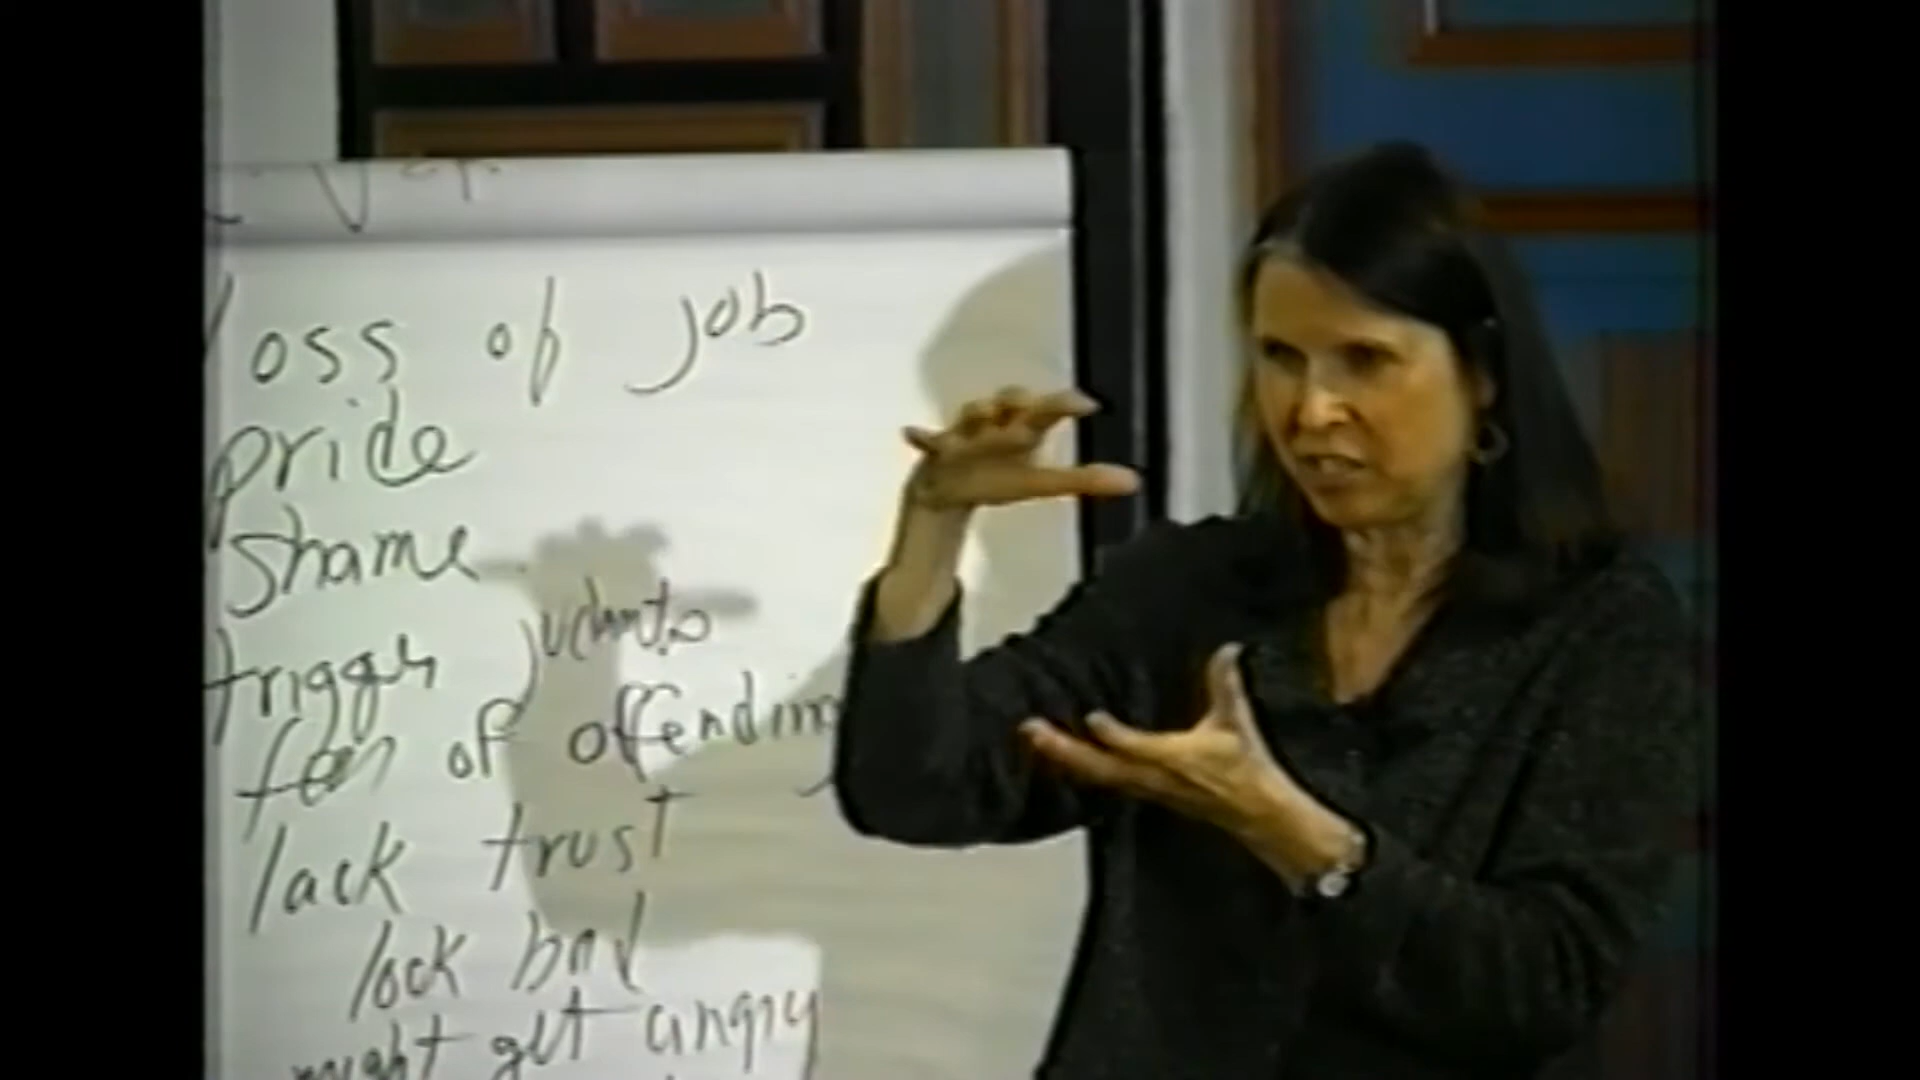 loss of job
pride
shame
trigger
fear of offending
lack trust
look bad
might get angry